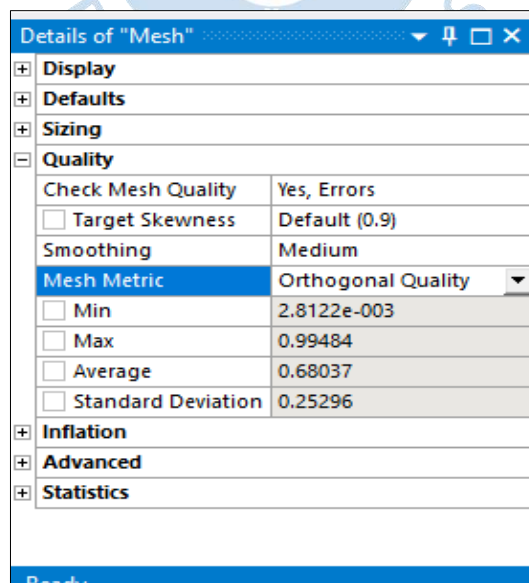 Details of "Mesh"
Display
Defaults
Sizing
Quality
Check Mesh Quality Yes, Errors
Target Skewness Default (0.9)
Smoothing Medium
Mesh Metric Orthogonal Quality
Min 2.8122e-003
Max 0.99484
Average 0.68037
Standard Deviation 0.25296
Inflation
Advanced
Statistics
Ready